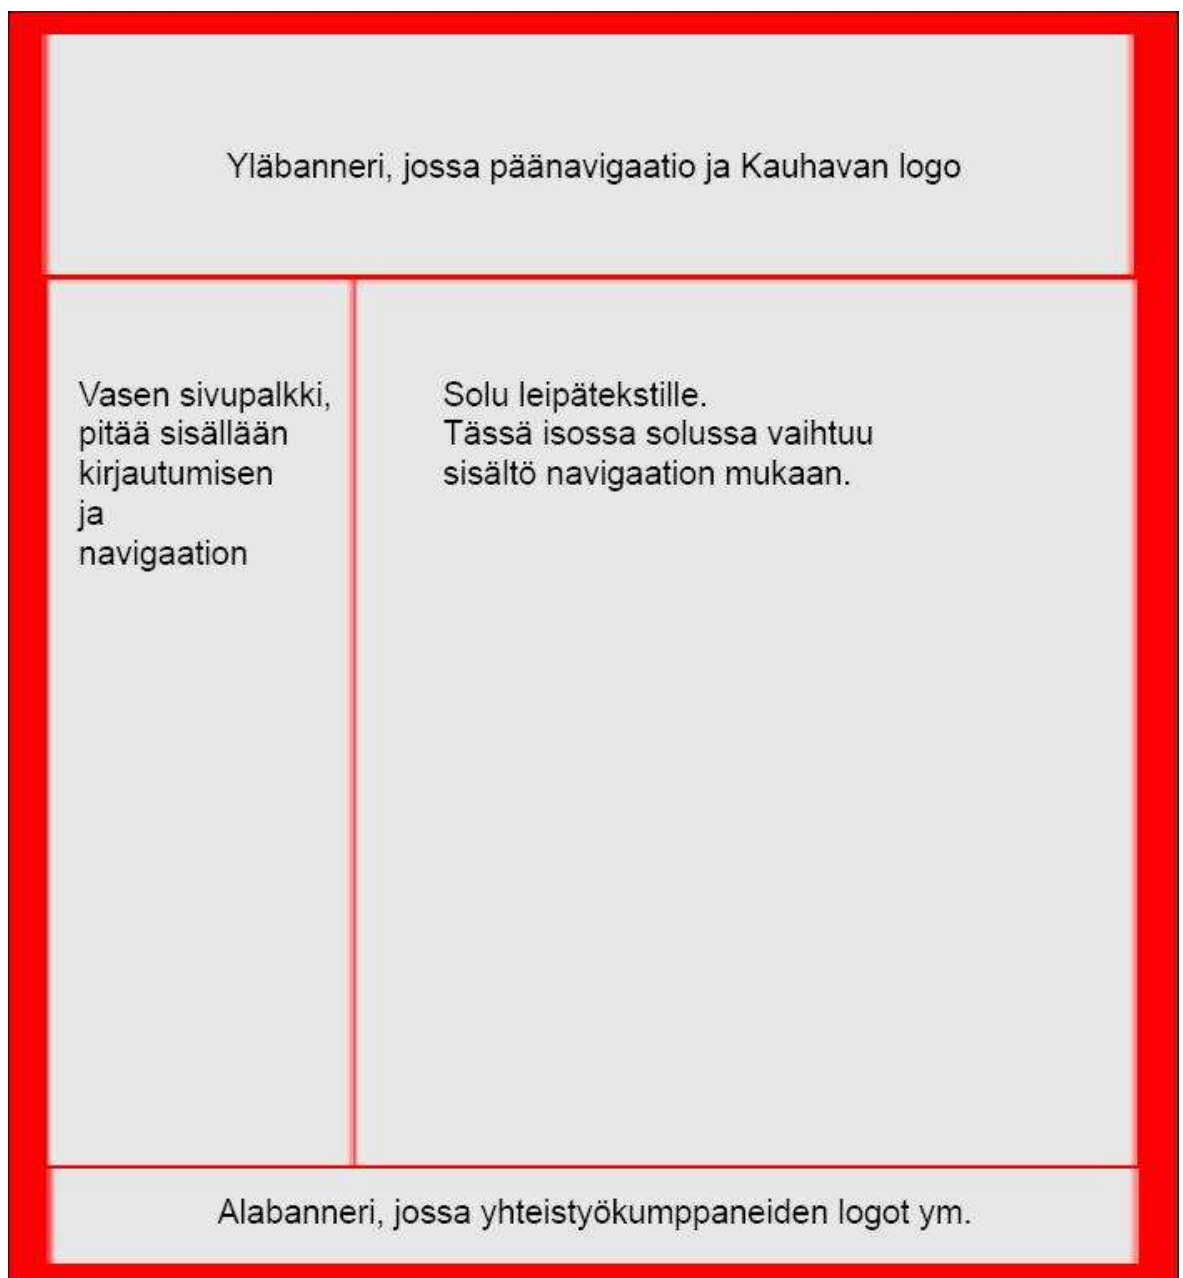 Yläbanneri, jossa päänavigaatio ja Kauhavan logo
Vasen sivupalkki,
pitää sisällään
kirjautumisen
ja
navigaation
Solu leipätekstille.
Tässä isossa solussa vaihtuu
sisältö navigaation mukaan.
Alabanneri, jossa yhteistyökumppaneiden logot ym.